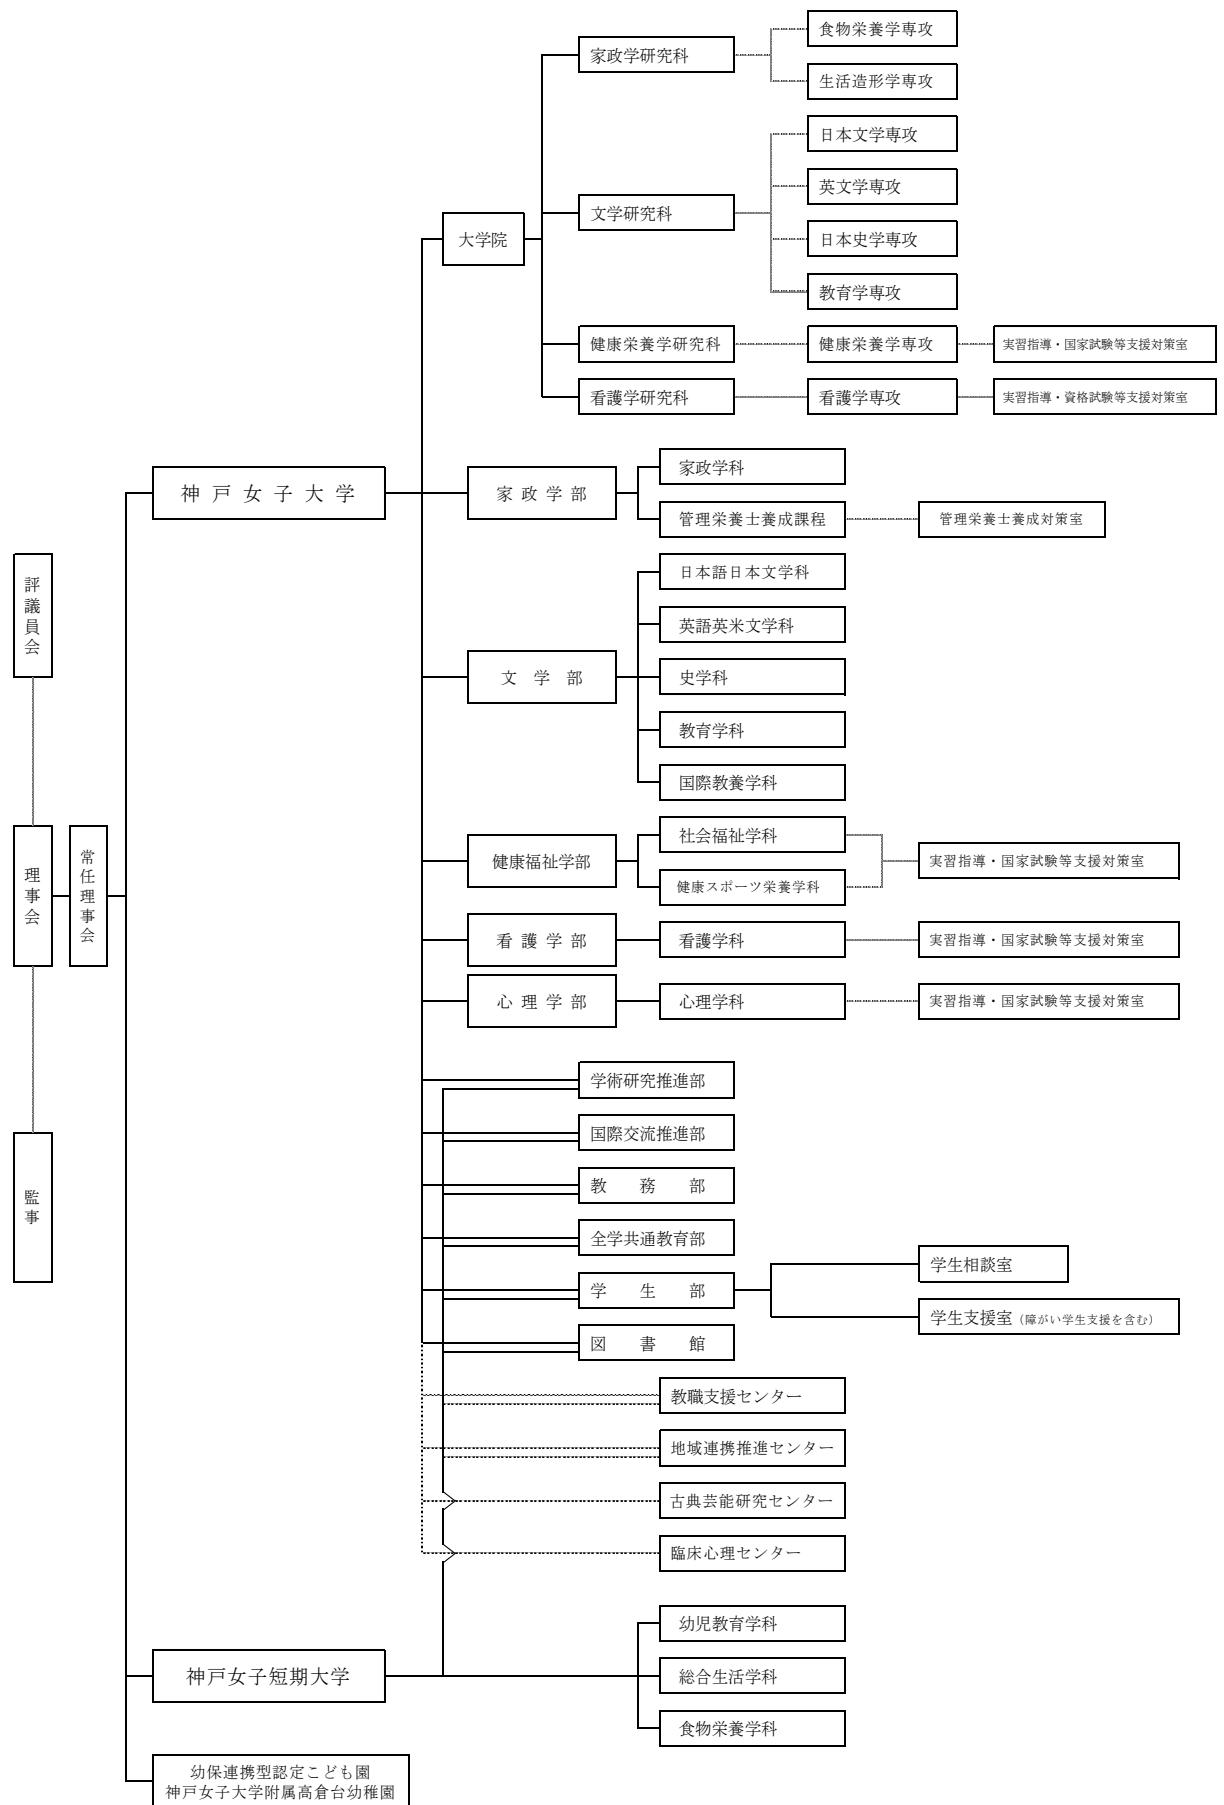 食物栄養学専攻
家政学研究科
生活造形学専攻
日本文学専攻
英文学専攻
文学研究科
大学院
日本史学専攻
教育学専攻
健康栄養学研究科
健康栄養学専攻
実習指導・国家試験等支援対策室
看護学研究科
看護学専攻
実習指導・資格試験等支援対策室
家政学科
神戸女子大学
家政学部
管理栄養士養成課程
管理栄養士養成対策室
日本語日本文学科
評議員会
英語英米文学科
文学部
史学科
教育学科
国際教養学科
社会福祉学科
健康福祉学部
実習指導・国家試験等支援対策室
健康スポーツ栄養学科
理事会
常任理事会
看護学部
看護学科
実習指導・国家試験等支援対策室
心理学部
心理学科
実習指導・国家試験等支援対策室
学術研究推進部
国際交流推進部
教務部
監事
全学共通教育部
学生相談室
学生部
学生支援室（障がい学生支援を含む）
図書館
教職支援センター
地域連携推進センター
古典芸能研究センター
臨床心理センター
幼児教育学科
神戸女子短期大学
総合生活学科
食物栄養学科
幼保連携型認定こども園
神戸女子大学附属高倉台幼稚園